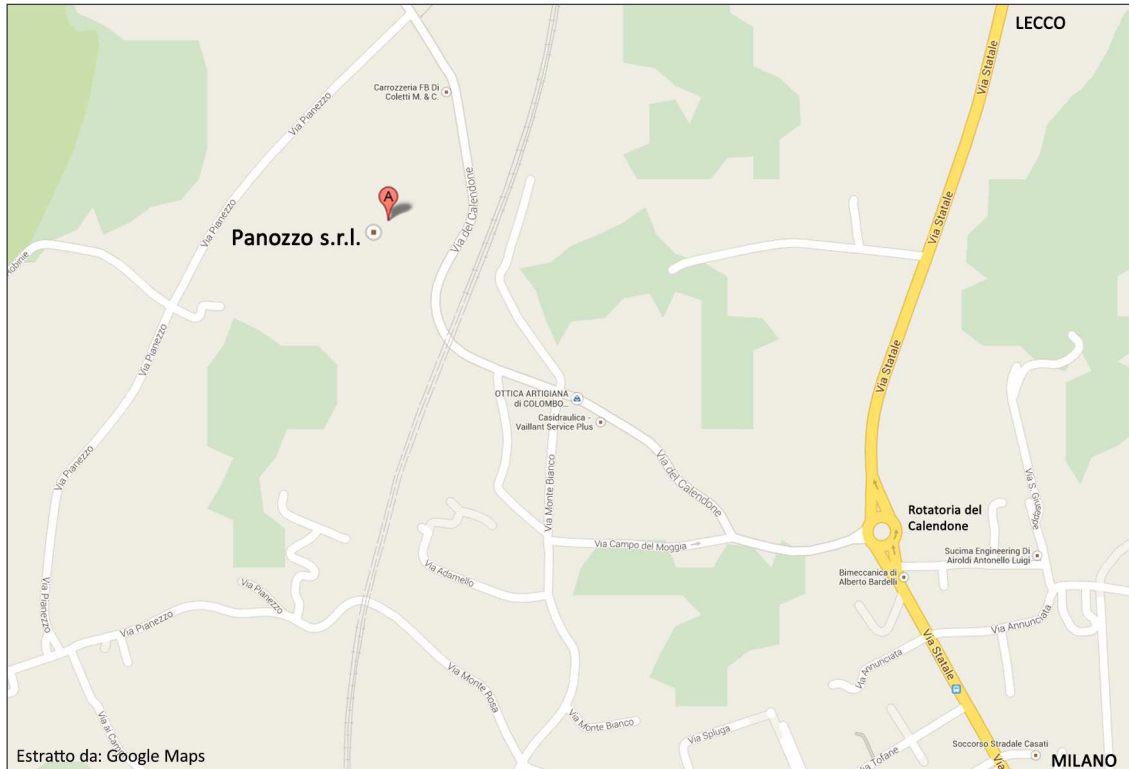 LECCO
Via Statale
Carrozzeria FB Di
Coletti M. & C.
Via Pianezzo
Via del Calendone
Via Statale
Via Pianezzo
Panozzo s.r.l.
A
Via Pianezzo
Via Statale
OTTICA ARTIGIANA
di COLOMBO...
Casidraulica -
Vaillant Service Plus
Via Pianezzo
Via Monte Bianco
Via del Calendone
Via S. Giuseppe
Rotatoria del
Calendone
Via Campo del Moggia
Sucima Engineering Di
Airoldi Antonello Luigi
Via Adamello
Bimeccanica di
Alberto Bardelli
Via Pianezzo
Via Pianezzo
Via Pianezzo
Via Annunciata
Via Statale
Via Annunciata
Via Monte Rosa
Via Monte Bianco
Via Spluga
Via Tofane
Soccorso Stradale Casati
Estratto da: Google Maps
MILANO